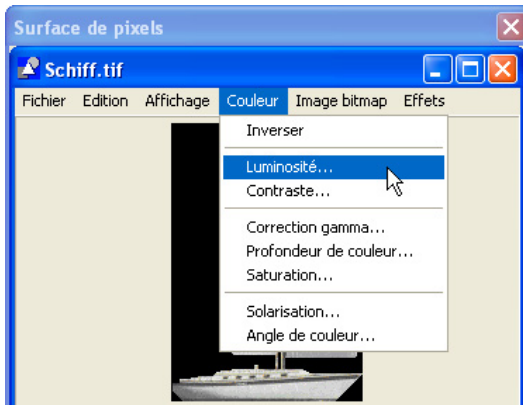 Surface de pixels
Schiff.tif
Fichier Edition Affichage Couleur Image bitmap Effets
Inverser
Luminosité...
Contraste...
Correction gamma...
Profondeur de couleur...
Saturation...
Solarisation...
Angle de couleur...